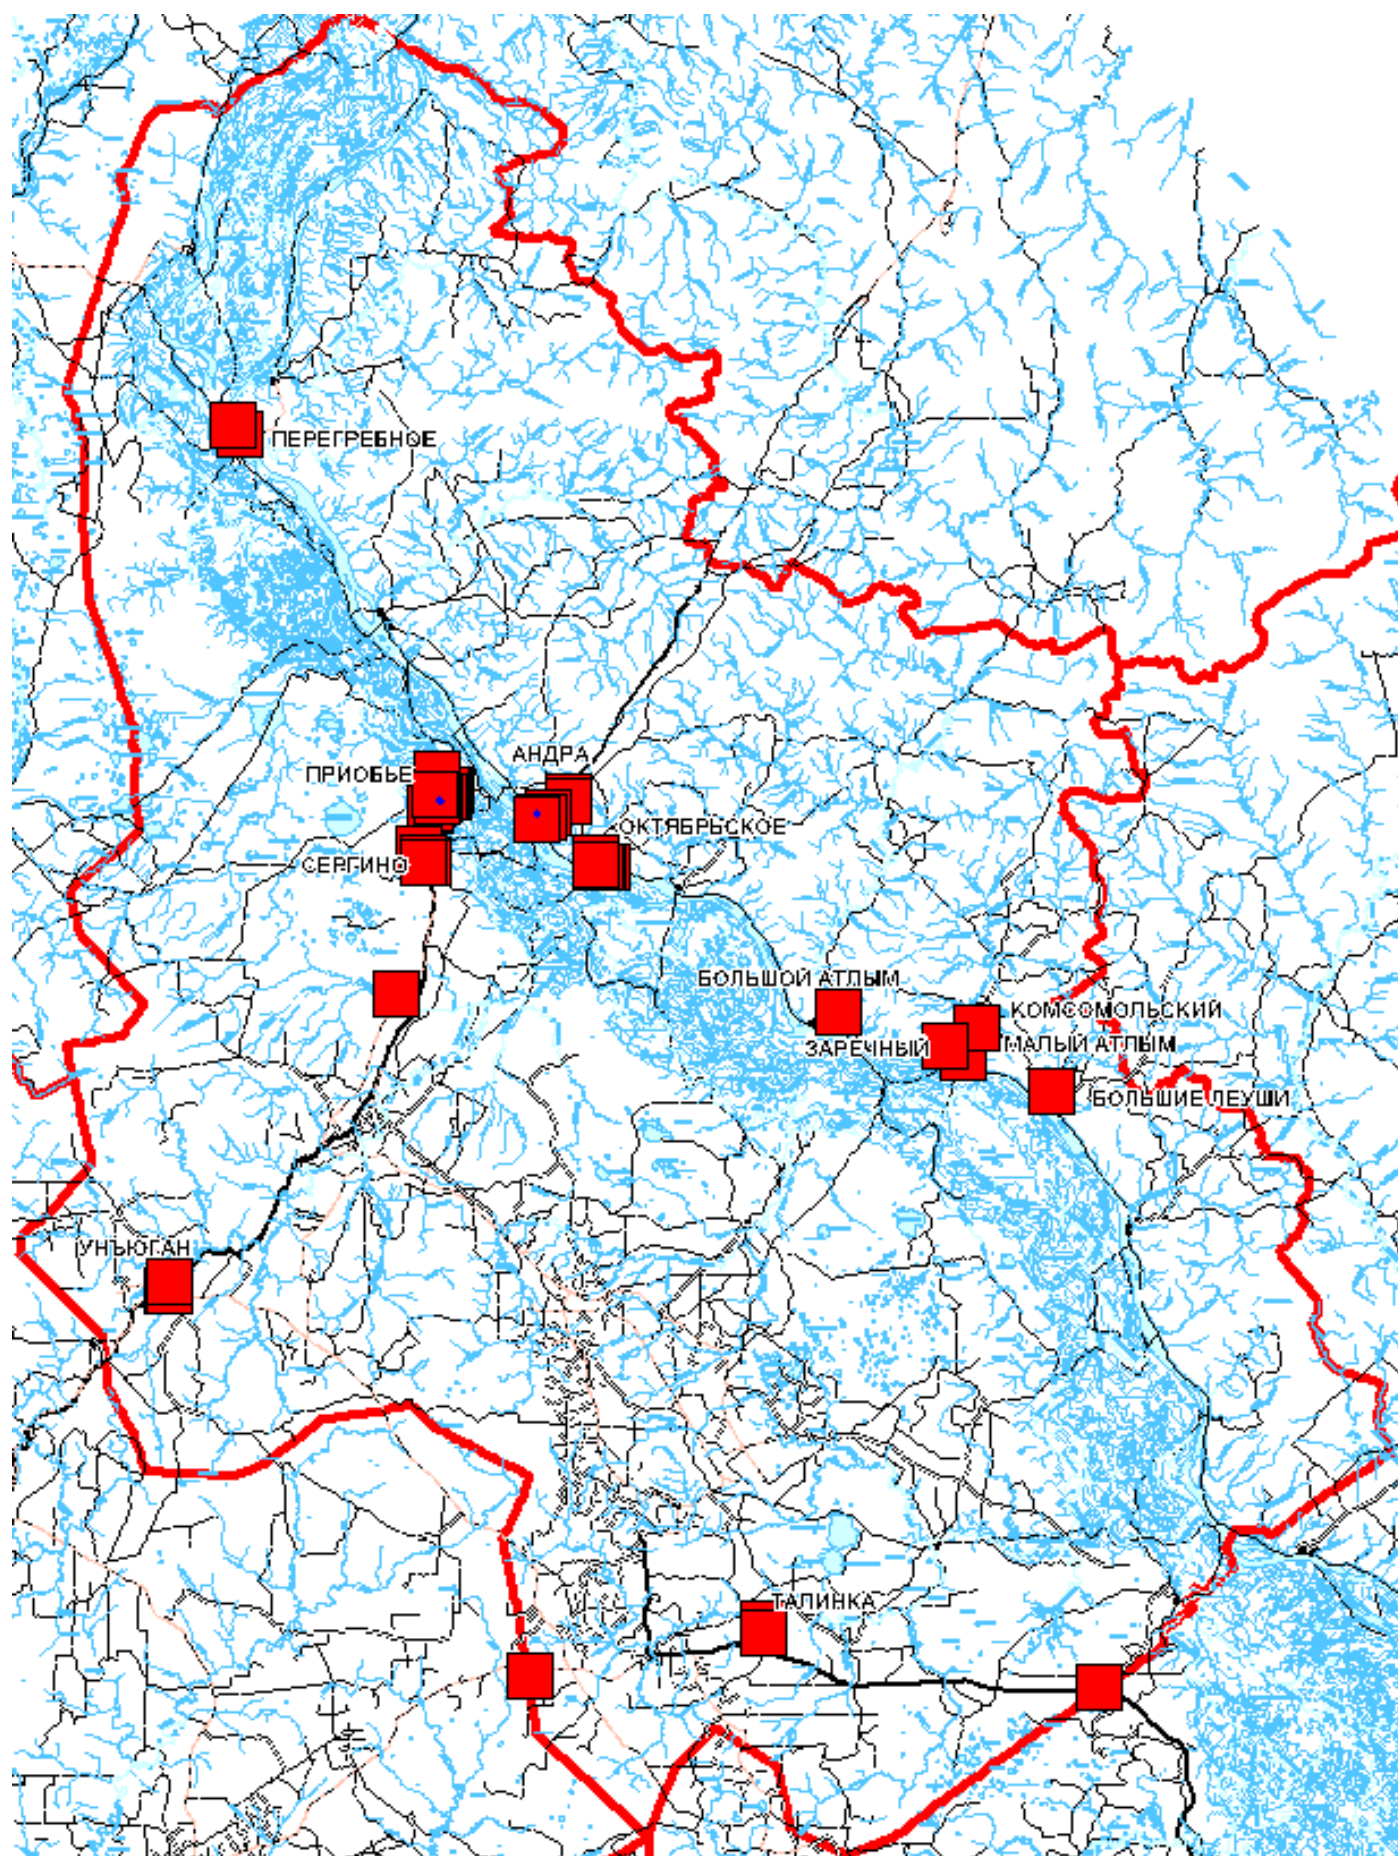 ПЕРЕГРЕБНОЕ
АНДРА
ПРИОБЬЕ
ОКТЯБРЬСКОЕ
СЕРГИНО
БОЛЬШОЙ АТЛЫМ
КОМСОМОЛЬСКИЙ
ЗАРЕЧНЫЙ
МАЛЫЙ АТЛЫМ
БОЛЬШИЕ ЛЕУШИ
УНЪЮГАН
ТАЛИНКА